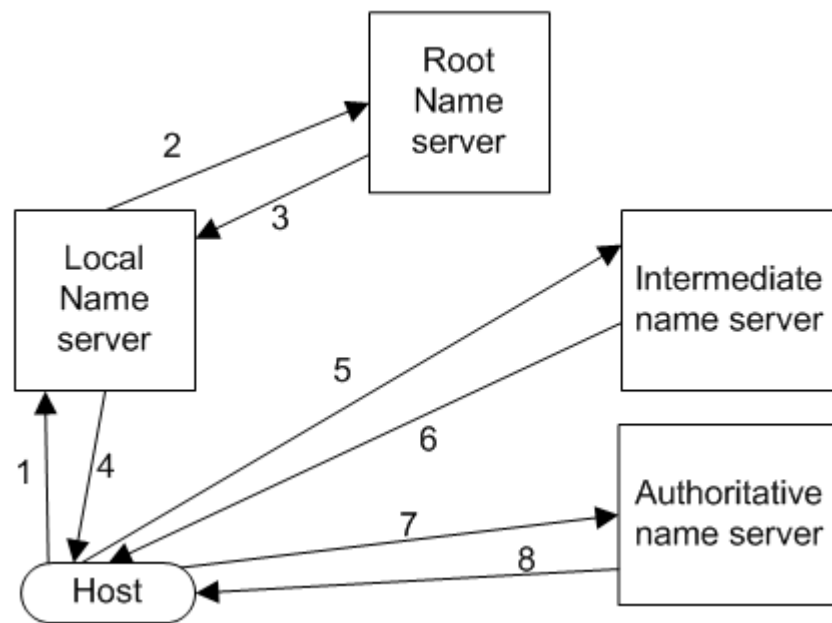 Root
Name
server
2
3
Local
Name
server
Intermediate
name server
5
6
1
4
Authoritative
name server
7
8
Host